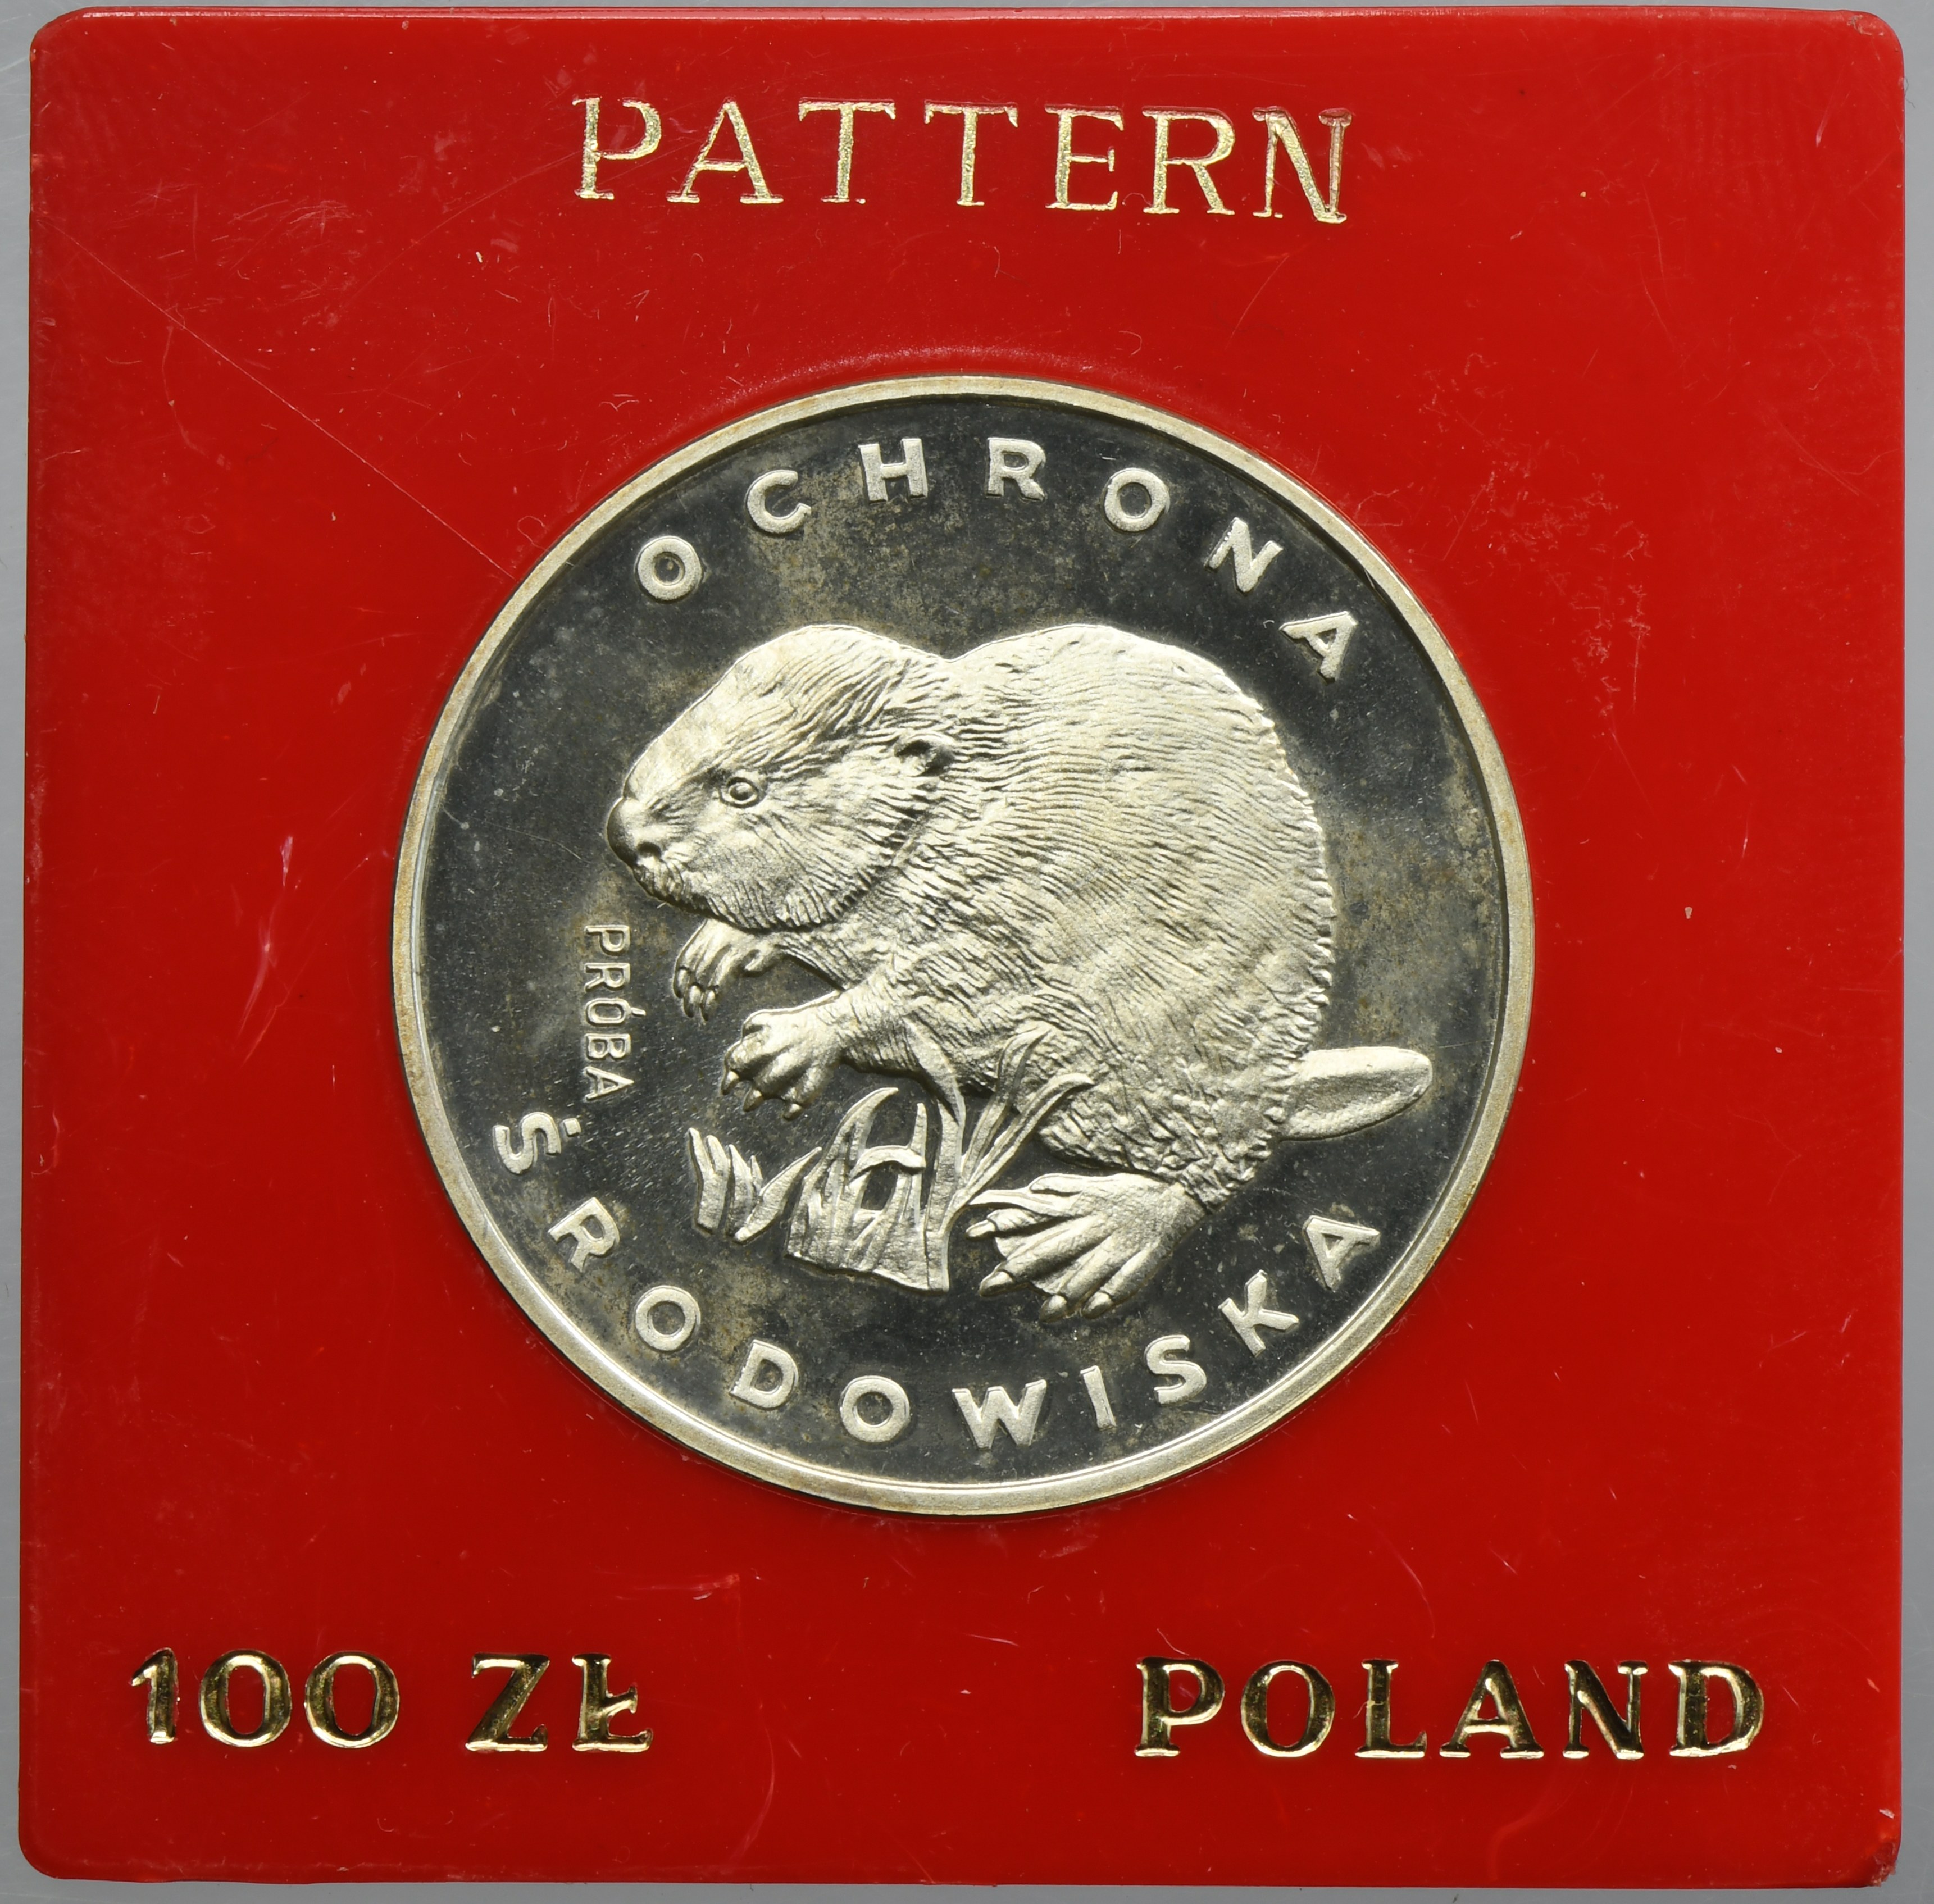 PATTERN
OCHRONA
PRÓBA
ŚRODOWISKA
100 ZŁ
POLAND